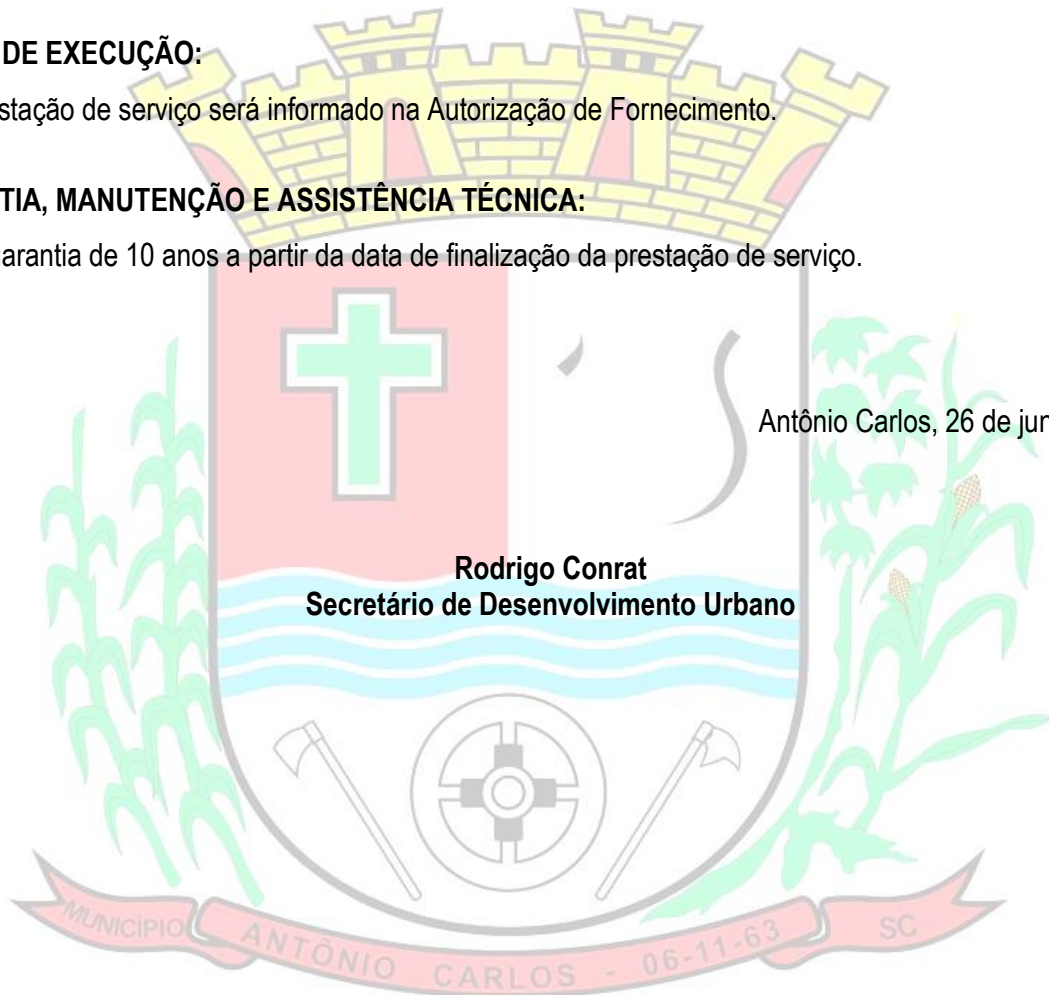 DE EXECUÇÃO:
stação de serviço será informado na Autorização de Fornecimento.
TIA, MANUTENÇÃO E ASSISTÊNCIA TÉCNICA:
arantia de 10 anos a partir da data de finalização da prestação de serviço.
Antônio Carlos, 26 de jun
Rodrigo Conrat
Secretário de Desenvolvimento Urbano
MUNICÍPIO ANTÔNIO CARLOS - 06-11-63 SC